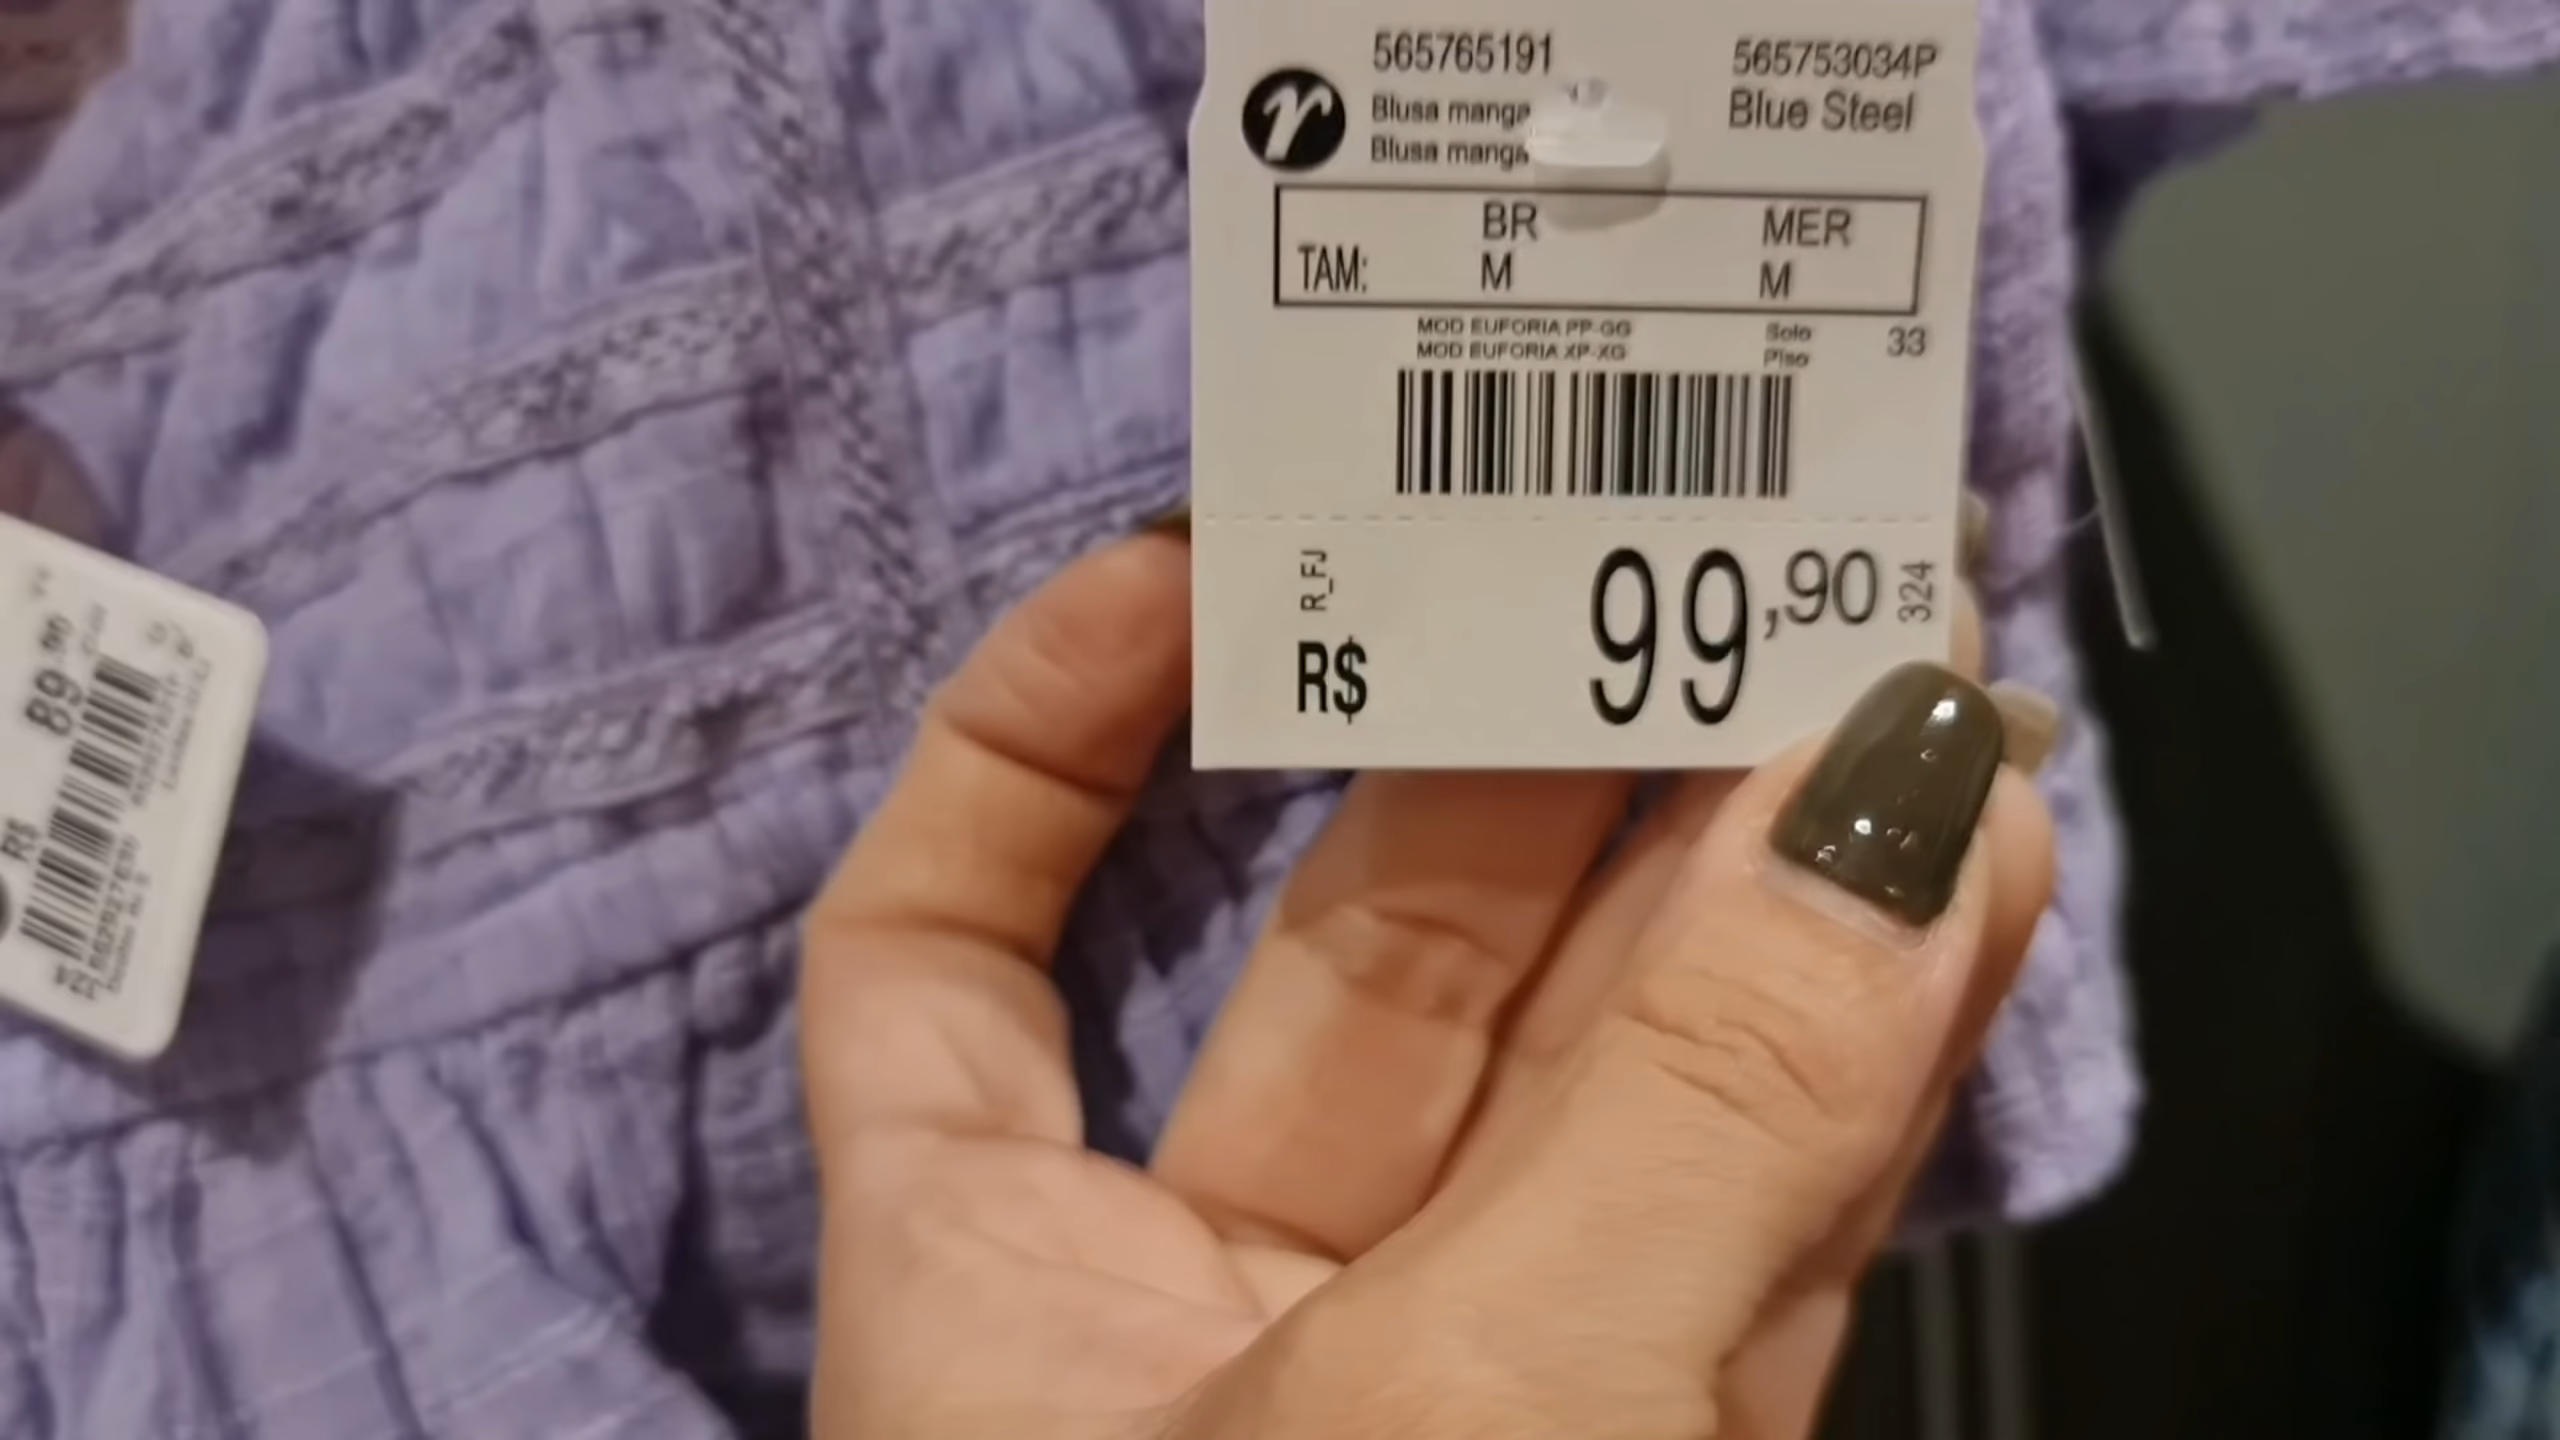 565765191
565753034P
r
Blusa manga
Blue Steel
Blusa manga
BR MER
TAM: M M
MOD EUFORIA PP-GG Solo 33
MOD EUFORIA XP-XG Piso
R_FJ
R$ 99,90
324
R$ 89,90